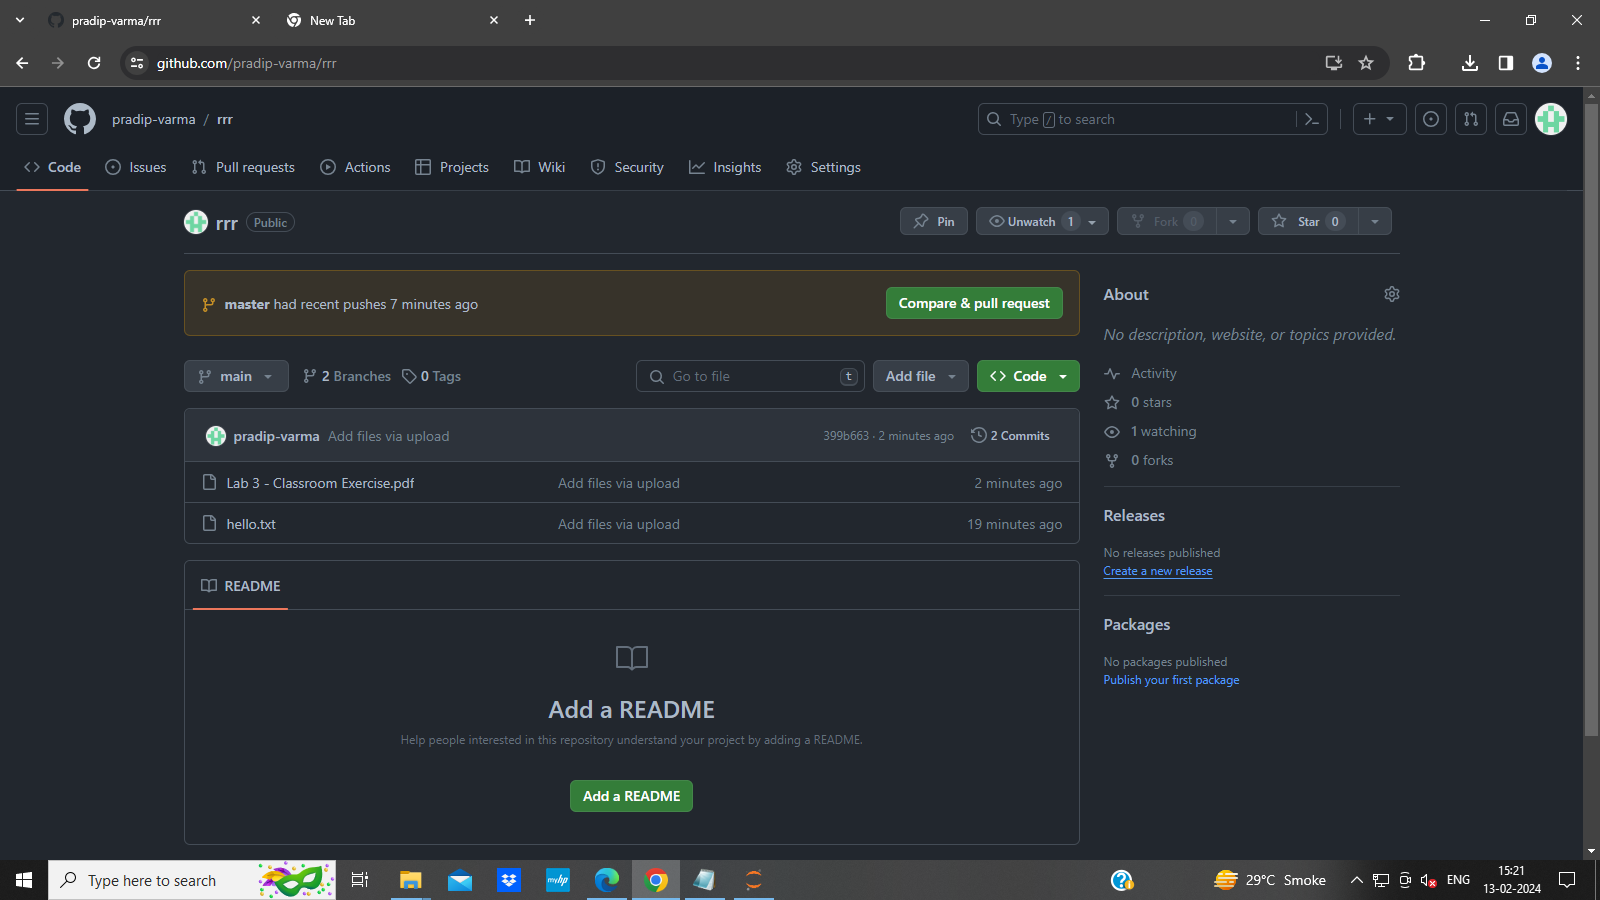 pradip-varma/rrr
New Tab
github.com/pradip-varma/rrr
pradip-varma / rrr
Type / to search
Code
Issues
Pull requests
Actions
Projects
Wiki
Security
Insights
Settings
rrr Public
Pin
Unwatch 1
Fork 0
Star 0
master had recent pushes 7 minutes ago
Compare & pull request
main
2 Branches
0 Tags
Go to file t
Add file
Code
pradip-varma Add files via upload
399b663 · 2 minutes ago
2 Commits
Lab 3 - Classroom Exercise.pdf
Add files via upload
2 minutes ago
hello.txt
Add files via upload
19 minutes ago
README
Add a README
Help people interested in this repository understand your project by adding a README.
Add a README
About
No description, website, or topics provided.
Activity
0 stars
1 watching
0 forks
Releases
No releases published
Create a new release
Packages
No packages published
Publish your first package
Type here to search
myhp
29°C Smoke
ENG
15:21
13-02-2024